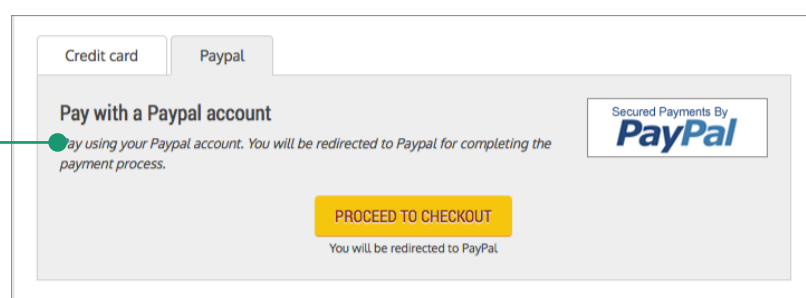 Credit card
Paypal
Pay with a Paypal account
Pay using your Paypal account. You will be redirected to Paypal for completing the
payment process.
Secured Payments By
PayPal
PROCEED TO CHECKOUT
You will be redirected to PayPal